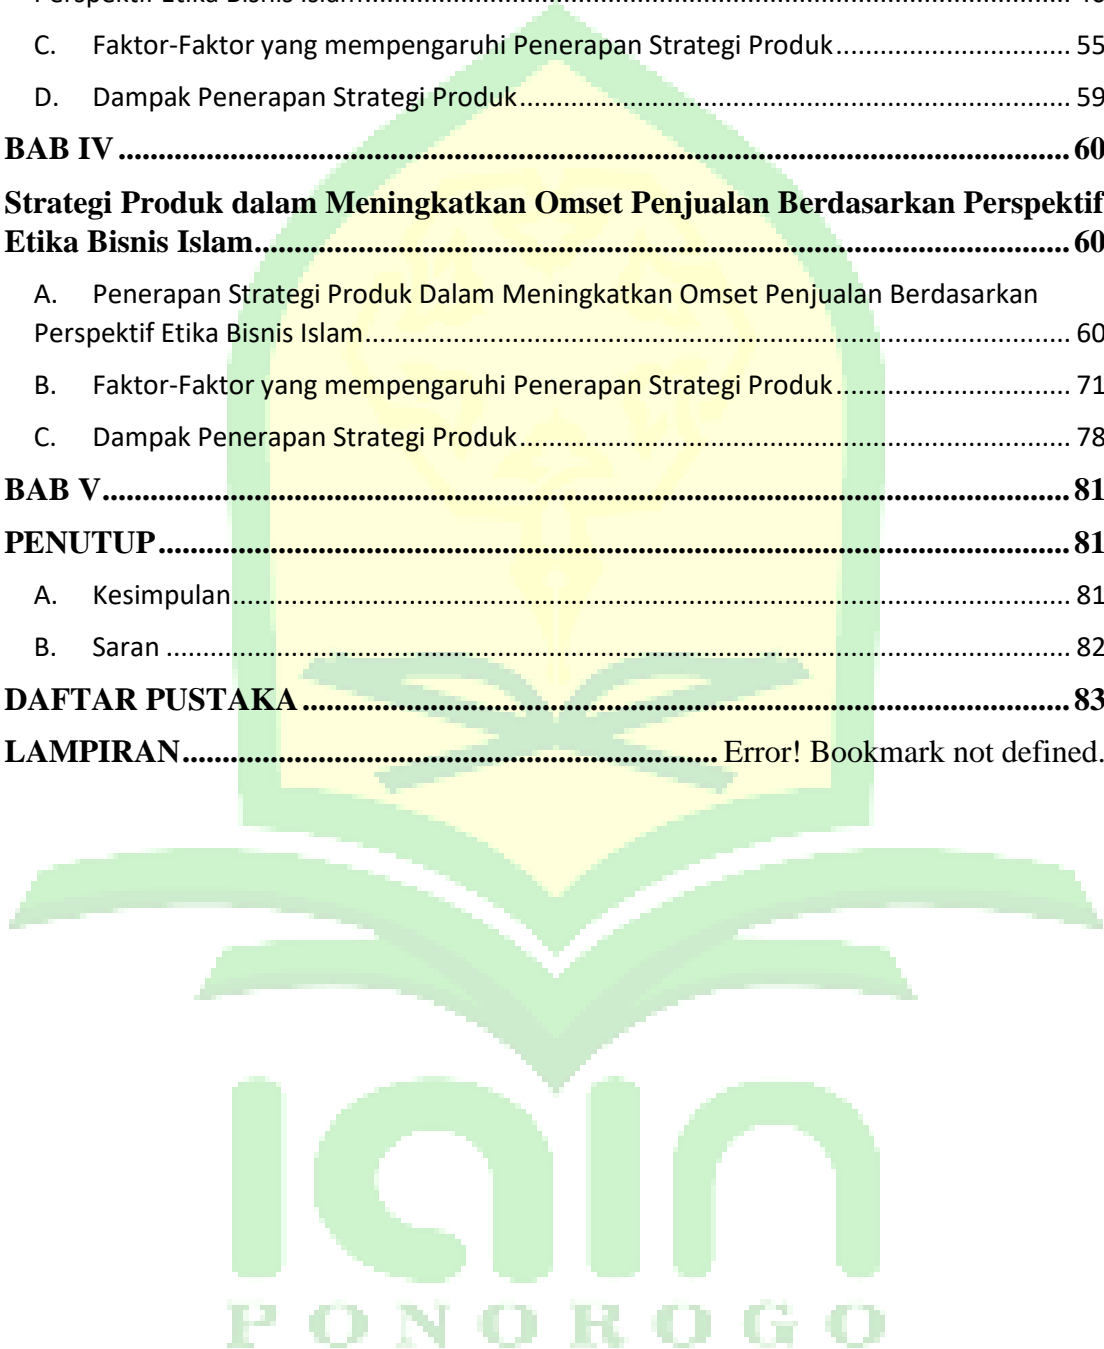 Perspektif Etika Bisnis Islam
C. Faktor-Faktor yang mempengaruhi Penerapan Strategi Produk.......... 55
D. Dampak Penerapan Strategi Produk.......... 59
BAB IV.......... 60
Strategi Produk dalam Meningkatkan Omset Penjualan Berdasarkan Perspektif
Etika Bisnis Islam.......... 60
A. Penerapan Strategi Produk Dalam Meningkatkan Omset Penjualan Berdasarkan
Perspektif Etika Bisnis Islam.......... 60
B. Faktor-Faktor yang mempengaruhi Penerapan Strategi Produk.......... 71
C. Dampak Penerapan Strategi Produk.......... 78
BAB V.......... 81
PENUTUP.......... 81
A. Kesimpulan.......... 81
B. Saran.......... 82
DAFTAR PUSTAKA.......... 83
LAMPIRAN.......... Error! Bookmark not defined.
iain
PONOROGO